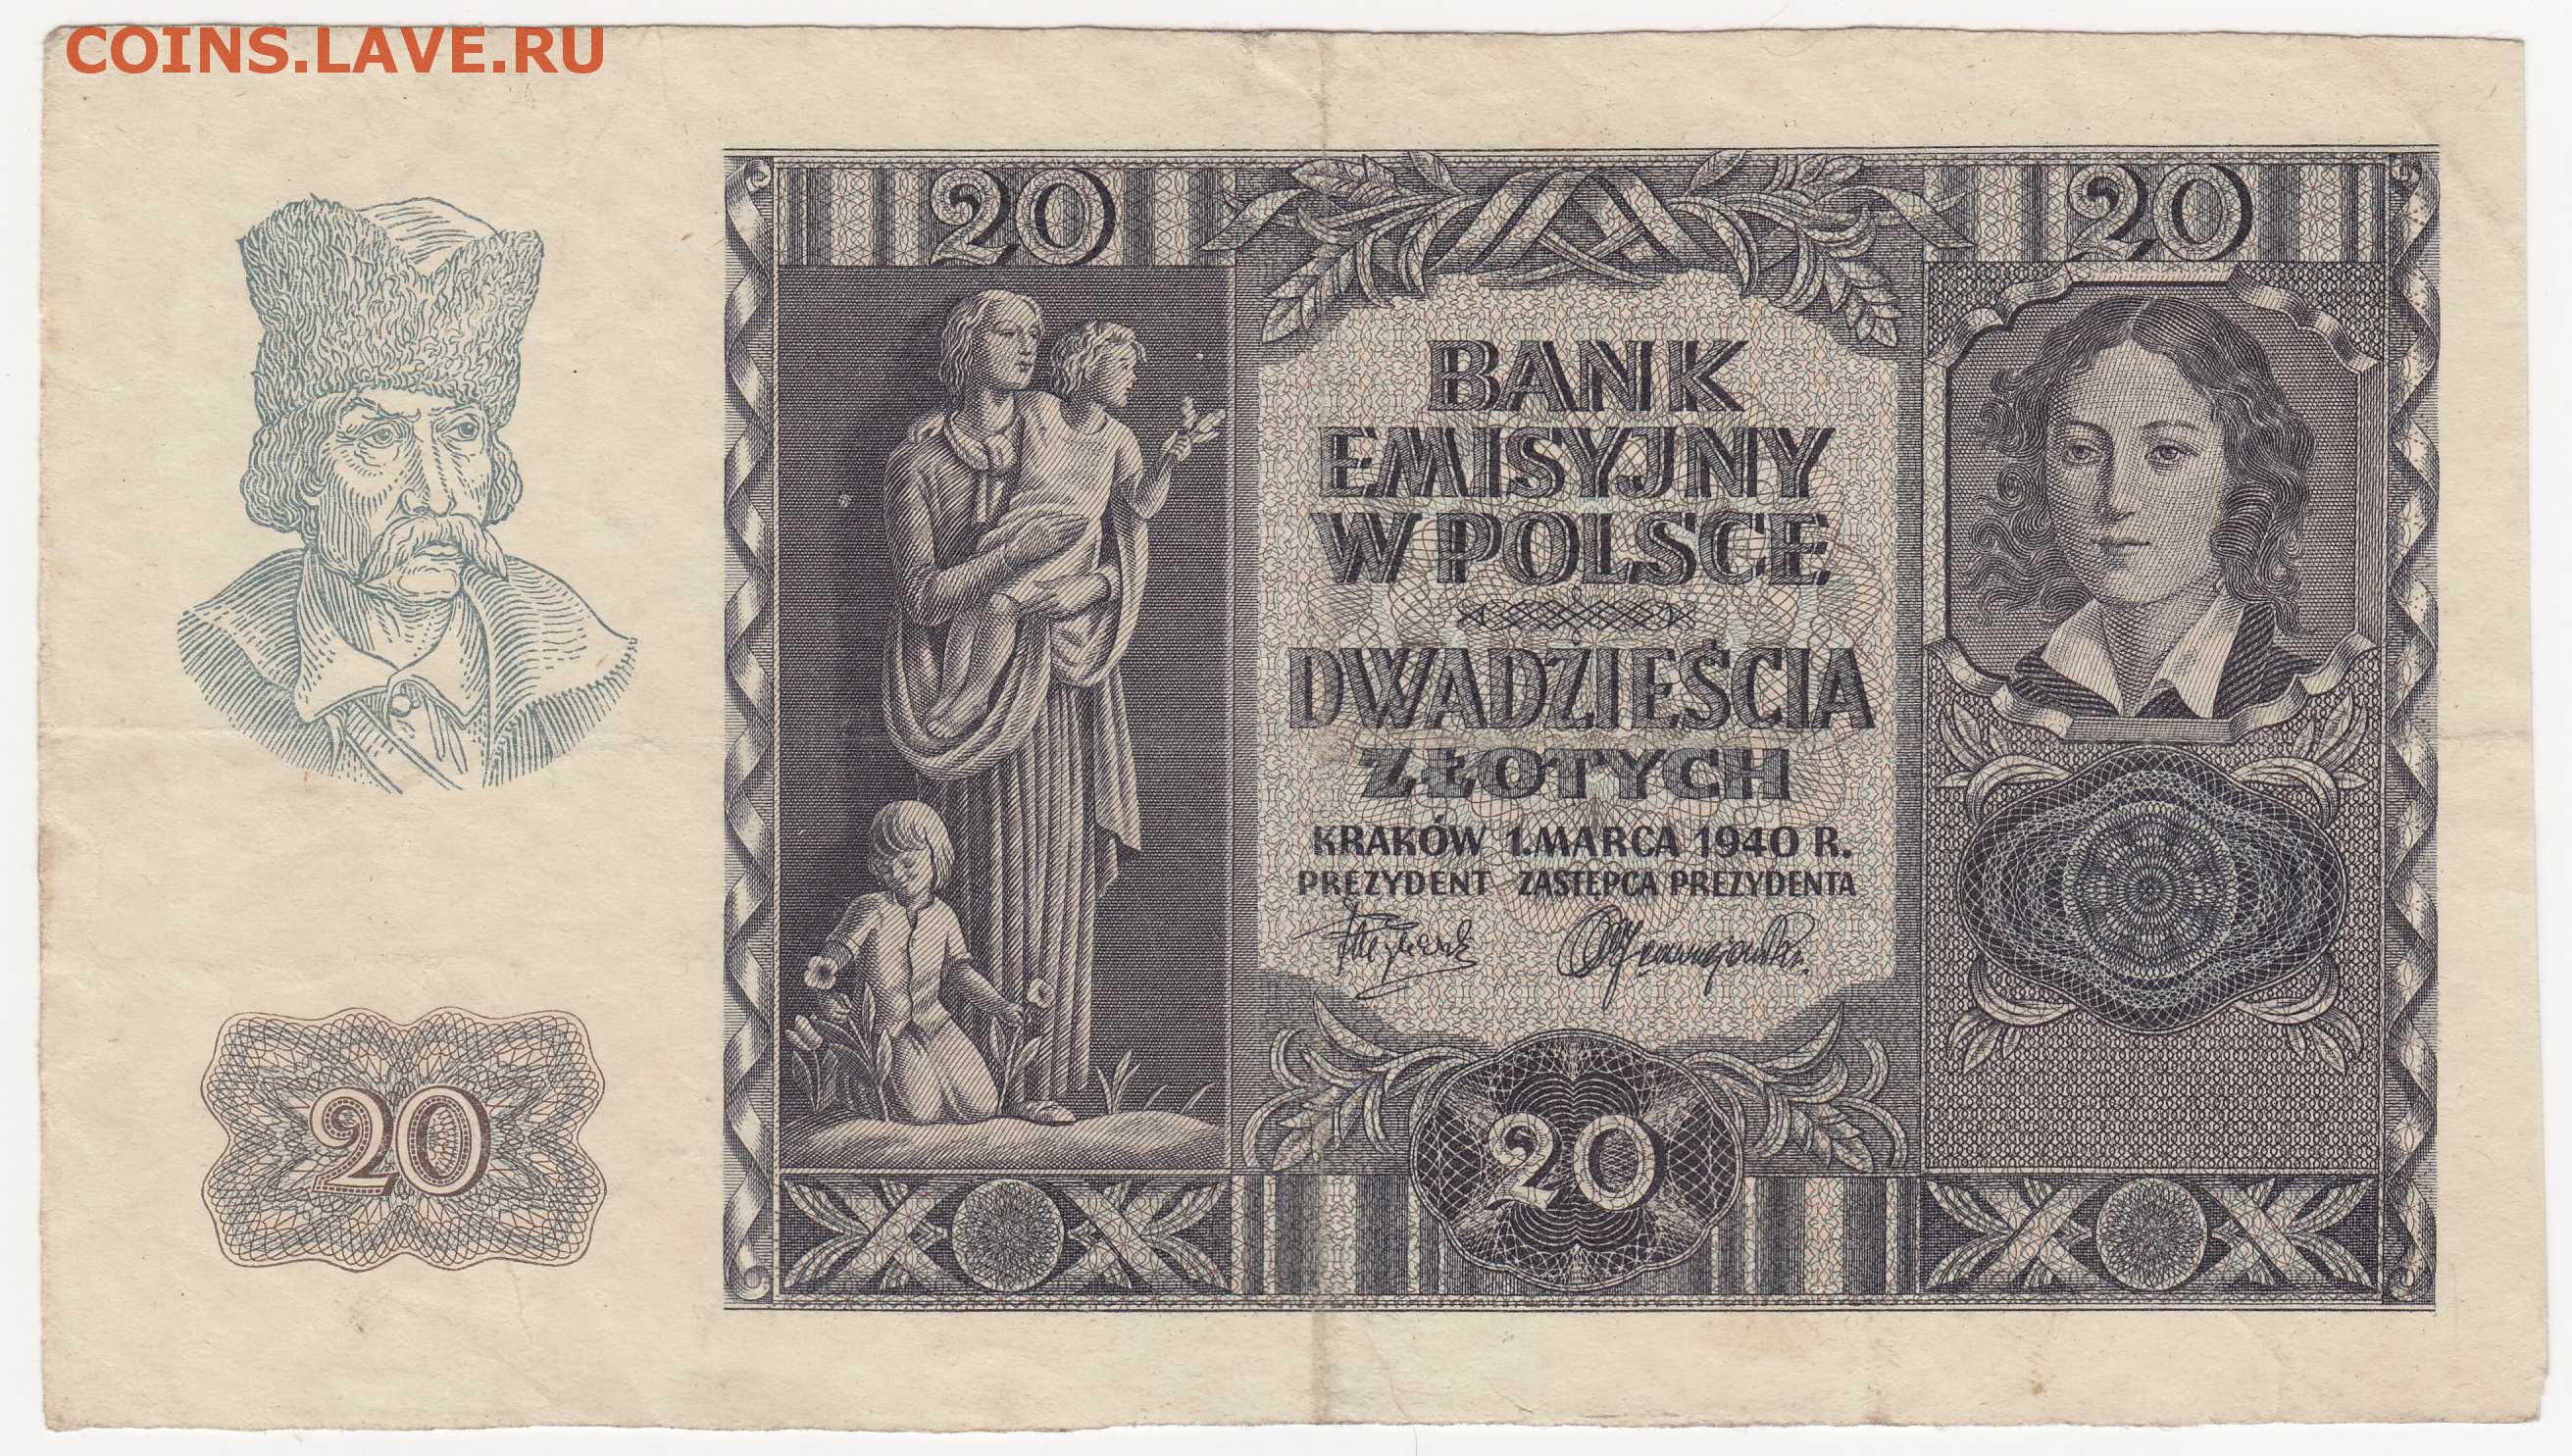 COINS.LAVE.RU
20 20
BANK
EMISYJNY
W POLSCE
DWADZIEŚCIA
ZŁOTYCH
KRAKÓW 1. MARCA 1940 R.
PREZYDENT ZASTĘPCA PREZYDENTA
20
20